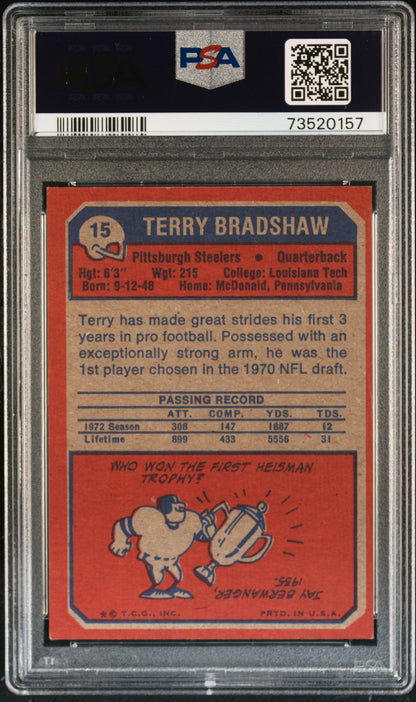 PSA
73520157
15
TERRY BRADSHAW
Pittsburgh Steelers • Quarterback
Hgt: 6'3" Wgt: 215 College: Louisiana Tech
Born: 9-12-48 Home: McDonald, Pennsylvania
Terry has made great strides his first 3
years in pro football. Possessed with an
exceptionally strong arm, he was the
1st player chosen in the 1970 NFL draft.
PASSING RECORD
ATT. COMP. YDS. TDS.
1972 Season 308 147 1887 12
Lifetime 899 433 5556 31
WHO WON THE FIRST HEISMAN
TROPHY?
JAY BERWANGER,
1935.
*© T.C.G., INC. PRTD. IN U.S.A.
PSA